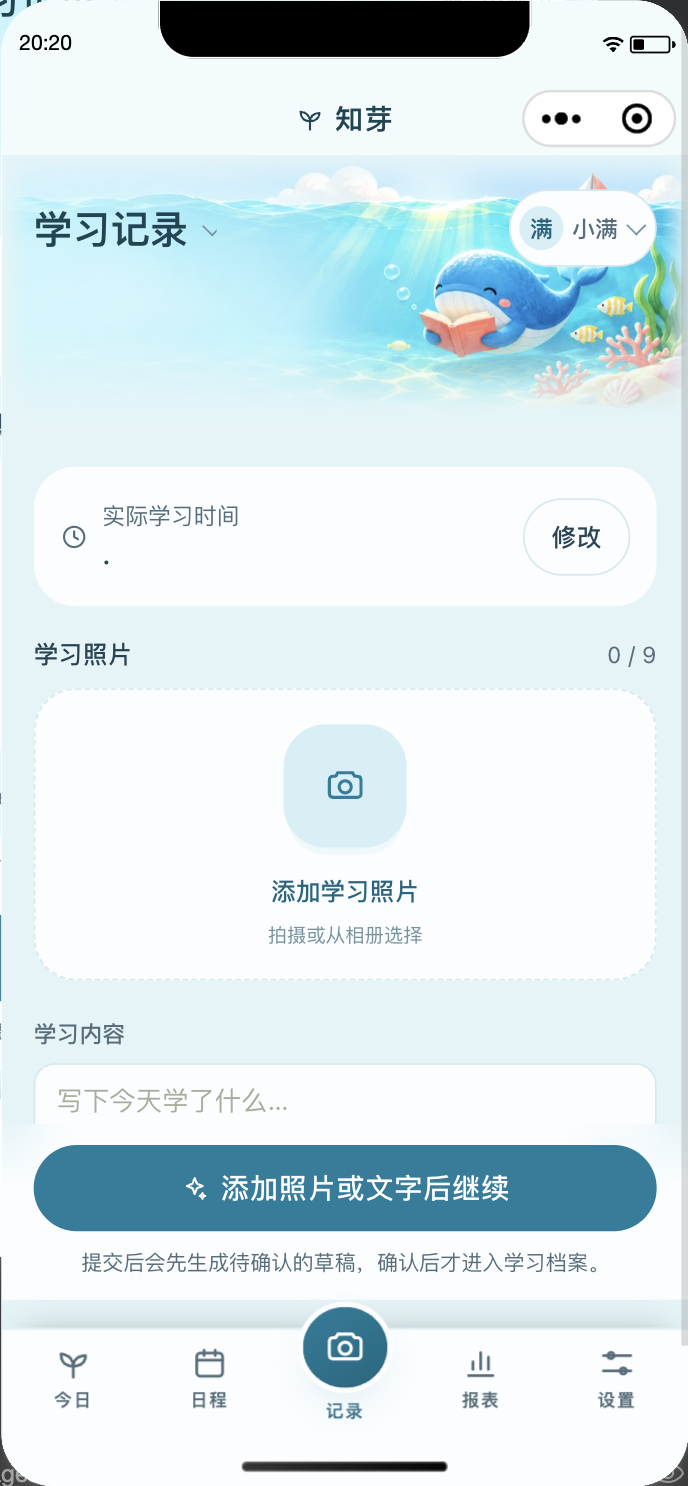 20:20
知芽
学习记录
满 小满
实际学习时间
·
修改
学习照片
0 / 9
添加学习照片
拍摄或从相册选择
学习内容
写下今天学了什么...
添加照片或文字后继续
提交后会先生成待确认的草稿，确认后才进入学习档案。
今日
日程
记录
报表
设置